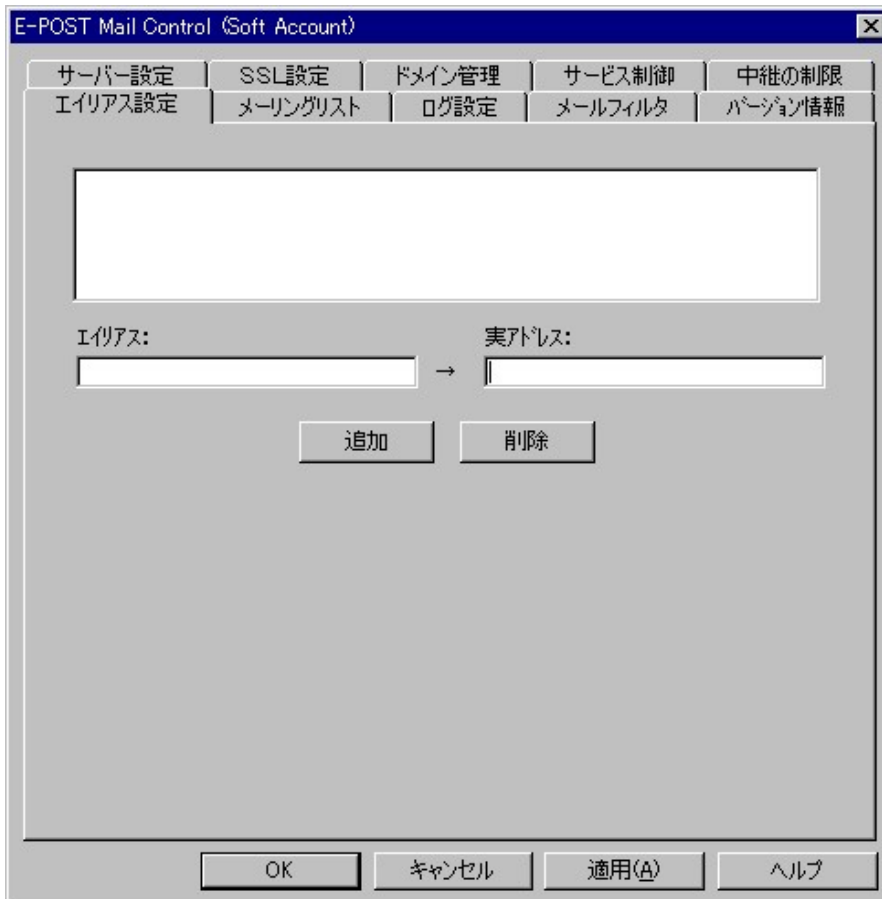 E-POST Mail Control (Soft Account)
サーバー設定 SSL設定 ドメイン管理 サービス制御 中継の制限
エイリアス設定 メーリングリスト ログ設定 メールフィルタ バージョン情報
エイリアス: 実アドレス:
→
追加 削除
OK キャンセル 適用(A) ヘルプ